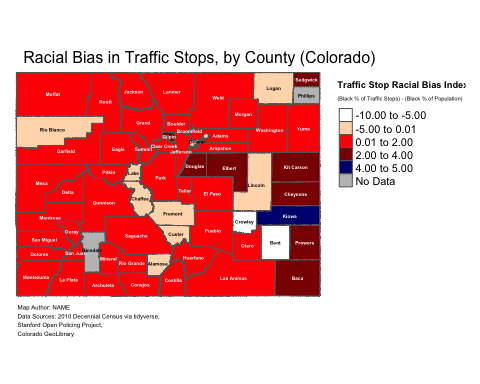 Racial Bias in Traffic Stops, by County (Colorado)
Traffic Stop Racial Bias Index
(Black % of Traffic Stops) - (Black % of Population)
-10.00 to -5.00
-5.00 to 0.01
0.01 to 2.00
2.00 to 4.00
4.00 to 5.00
No Data
Sedgwick
Logan
Phillips
Moffat
Jackson
Larimer
Routt
Weld
Morgan
Washington
Yuma
Rio Blanco
Grand
Boulder
Broomfield
Gilpin
Adams
Garfield
Eagle
Summit
Clear Creek
Jefferson
Arapahoe
Douglas
Elbert
Kit Carson
Pitkin
Lake
Park
Mesa
Delta
Lincoln
Teller
El Paso
Cheyenne
Gunnison
Chaffee
Fremont
Kiowa
Montrose
Crowley
Ouray
Custer
Pueblo
San Miguel
Saguache
Otero
Bent
Prowers
Hinsdale
Dolores
San Juan
Mineral
Rio Grande
Alamosa
Huerfano
Montezuma
La Plata
Archuleta
Conejos
Costilla
Las Animas
Baca
Map Author: NAME
Data Sources: 2010 Decennial Census via tidyverse,
Stanford Open Policing Project,
Colorado GeoLibrary